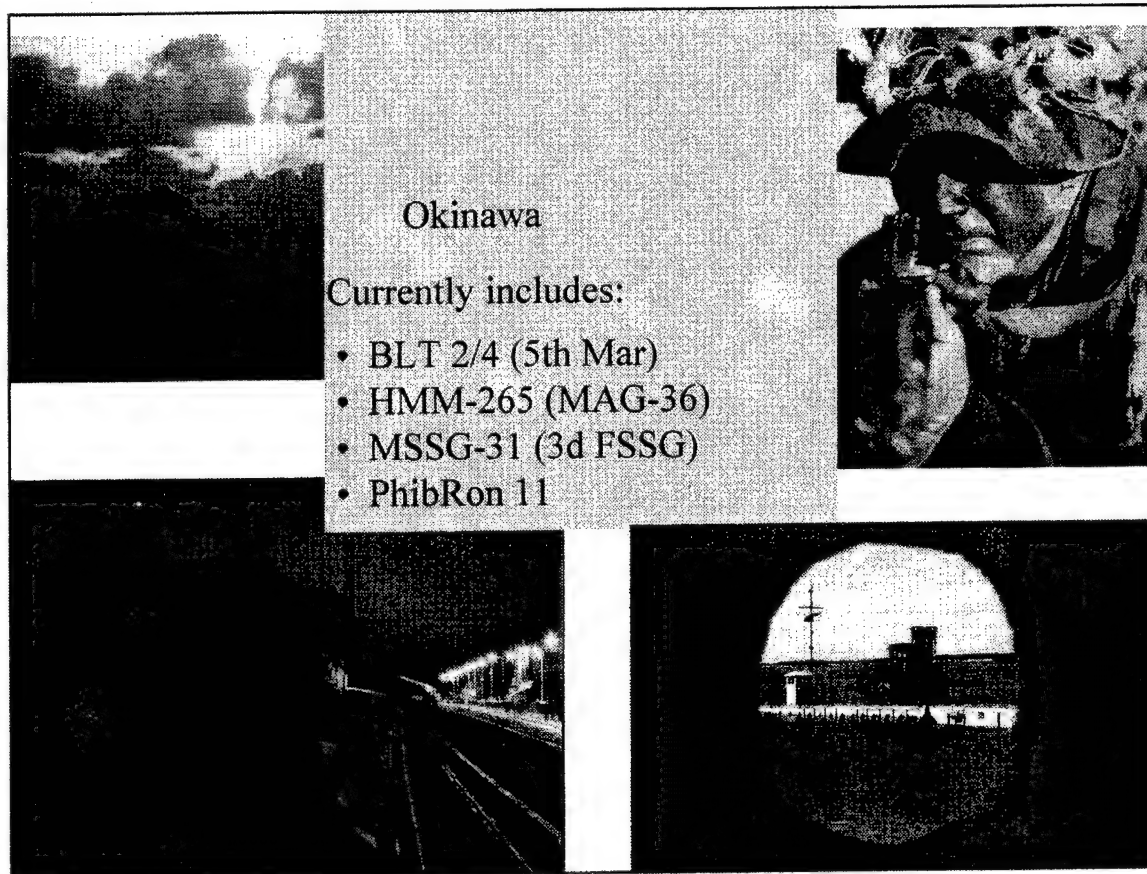 Okinawa
Currently includes:
• BLT 2/4 (5th Mar)
• HMM-265 (MAG-36)
• MSSG-31 (3d FSSG)
• PhibRon 11